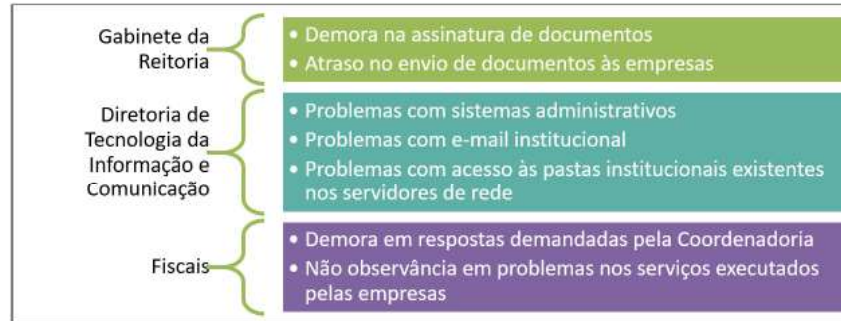 Gabinete da
Reitoria
• Demora na assinatura de documentos
• Atraso no envio de documentos às empresas
Diretoria de
Tecnologia da
Informação e
Comunicação
• Problemas com sistemas administrativos
• Problemas com e-mail institucional
• Problemas com acesso às pastas institucionais existentes
nos servidores de rede
Fiscais
• Demora em respostas demandadas pela Coordenadoria
• Não observância em problemas nos serviços executados
pelas empresas